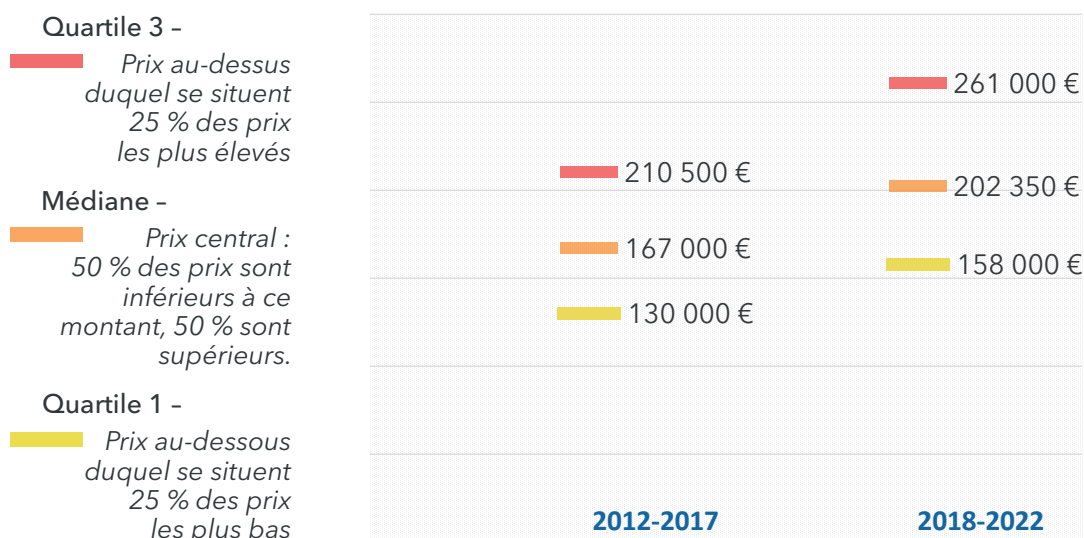 Quartile 3 –
Prix au-dessus
duquel se situent
25 % des prix
les plus élevés
Médiane –
Prix central :
50 % des prix sont
inférieurs à ce
montant, 50 % sont
supérieurs.
Quartile 1 –
Prix au-dessous
duquel se situent
25 % des prix
les plus bas
261 000 €
210 500 €
202 350 €
167 000 €
158 000 €
130 000 €
2012-2017
2018-2022